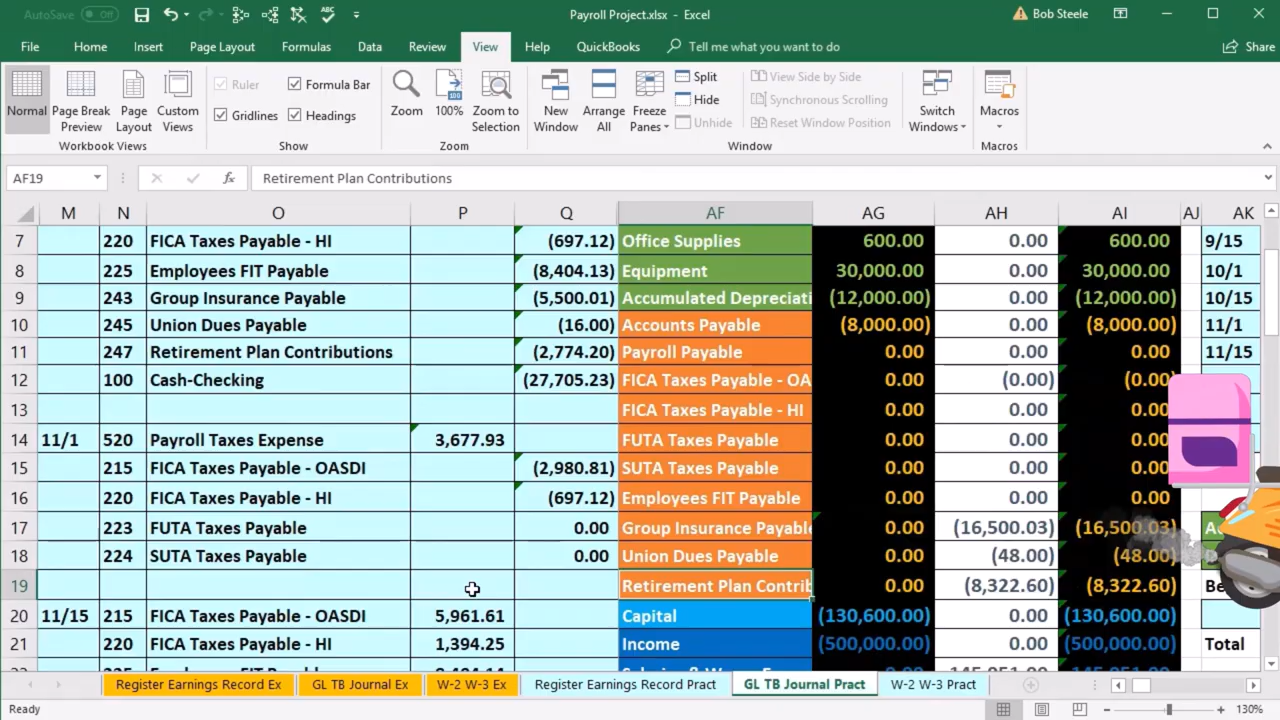 AutoSave Off Payroll Project.xlsx - Excel Bob Steele
File Home Insert Page Layout Formulas Data Review View Help QuickBooks Tell me what you want to do Share
Normal Page Break Preview Page Layout Custom Views
Workbook Views
Ruler Formula Bar
Gridlines Headings
Show
Zoom 100% Zoom to Selection
Zoom
New Window Arrange All Freeze Panes
Split
Hide
Unhide
View Side by Side
Synchronous Scrolling
Reset Window Position
Switch Windows
Window
Macros
Macros
AF19 fx Retirement Plan Contributions
M N O P Q AF AG AH AI AJ AK
7 220 FICA Taxes Payable - HI (697.12) Office Supplies 600.00 0.00 600.00 9/15
8 225 Employees FIT Payable (8,404.13) Equipment 30,000.00 0.00 30,000.00 10/1
9 243 Group Insurance Payable (5,500.01) Accumulated Depreciati (12,000.00) 0.00 (12,000.00) 10/15
10 245 Union Dues Payable (16.00) Accounts Payable (8,000.00) 0.00 (8,000.00) 11/1
11 247 Retirement Plan Contributions (2,774.20) Payroll Payable 0.00 0.00 0.00 11/15
12 100 Cash-Checking (27,705.23) FICA Taxes Payable - OA 0.00 (0.00) (0.00)
13 FICA Taxes Payable - HI 0.00 0.00 0.00
14 11/1 520 Payroll Taxes Expense 3,677.93 FUTA Taxes Payable 0.00 0.00 0.00
15 215 FICA Taxes Payable - OASDI (2,980.81) SUTA Taxes Payable 0.00 0.00 0.00
16 220 FICA Taxes Payable - HI (697.12) Employees FIT Payable 0.00 0.00 0.00
17 223 FUTA Taxes Payable 0.00 Group Insurance Payable 0.00 (16,500.03) (16,500.03)
18 224 SUTA Taxes Payable 0.00 Union Dues Payable 0.00 (48.00) (48.00)
19 Retirement Plan Contrib 0.00 (8,322.60) (8,322.60)
20 11/15 215 FICA Taxes Payable - OASDI 5,961.61 Capital (130,600.00) 0.00 (130,600.00)
21 220 FICA Taxes Payable - HI 1,394.25 Income (500,000.00) 0.00 (500,000.00) Total
Register Earnings Record Ex GL TB Journal Ex W-2 W-3 Ex Register Earnings Record Pract GL TB Journal Pract W-2 W-3 Pract
Ready 130%